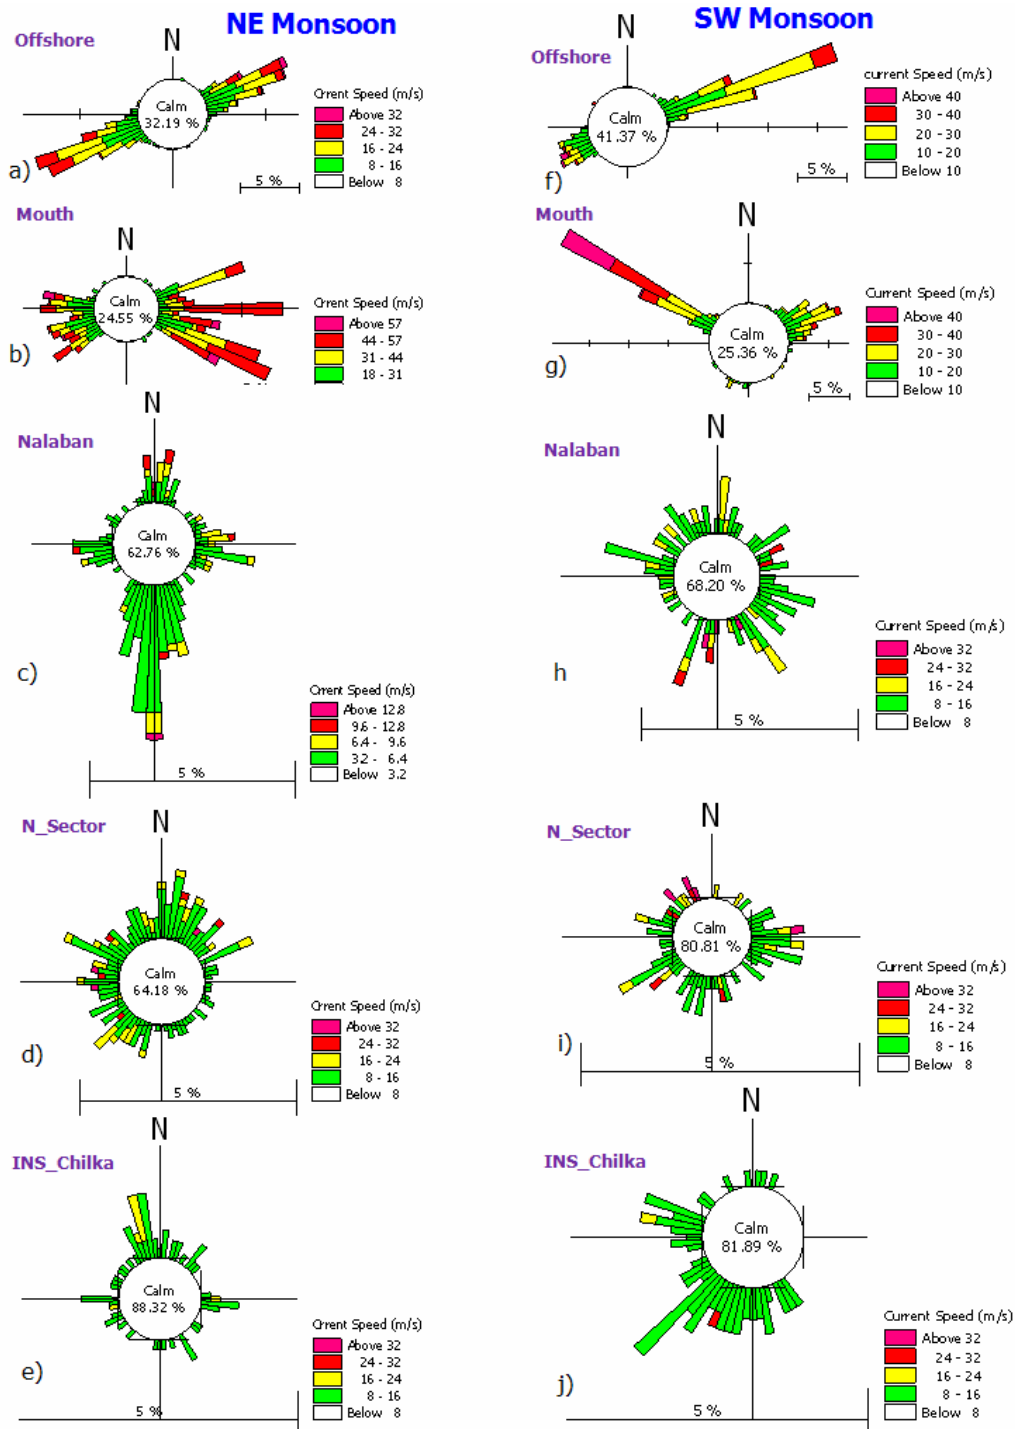 NE Monsoon
SW Monsoon
Offshore
N
Calm
32.19 %
Crrent Speed (m/s)
Above 32
24 - 32
16 - 24
8 - 16
Below 8
5 %
a)
Offshore
N
Calm
41.37 %
current Speed (m/s)
Above 40
30 - 40
20 - 30
10 - 20
Below 10
5 %
f)
Mouth
N
Calm
24.55 %
Crrent Speed (m/s)
Above 57
44 - 57
31 - 44
18 - 31
b)
Mouth
N
Calm
25.36 %
Current Speed (m/s)
Above 40
30 - 40
20 - 30
10 - 20
Below 10
5 %
g)
Nalaban
N
Calm
62.76 %
c)
Crrent Speed (m/s)
Above 12.8
9.6 - 12.8
6.4 - 9.6
3.2 - 6.4
Below 3.2
5 %
Nalaban
N
Calm
68.20 %
h
Current Speed (m/s)
Above 32
24 - 32
16 - 24
8 - 16
Below 8
5 %
N_Sector
N
Calm
64.18 %
d)
Crrent Speed (m/s)
Above 32
24 - 32
16 - 24
8 - 16
Below 8
5 %
N_Sector
N
Calm
80.81 %
i)
Current Speed (m/s)
Above 32
24 - 32
16 - 24
8 - 16
Below 8
5 %
INS_Chilka
N
Calm
88.32 %
e)
Crrent Speed (m/s)
Above 32
24 - 32
16 - 24
8 - 16
Below 8
5 %
INS_Chilka
N
Calm
81.89 %
j)
Current Speed (m/s)
Above 32
24 - 32
16 - 24
8 - 16
Below 8
5 %